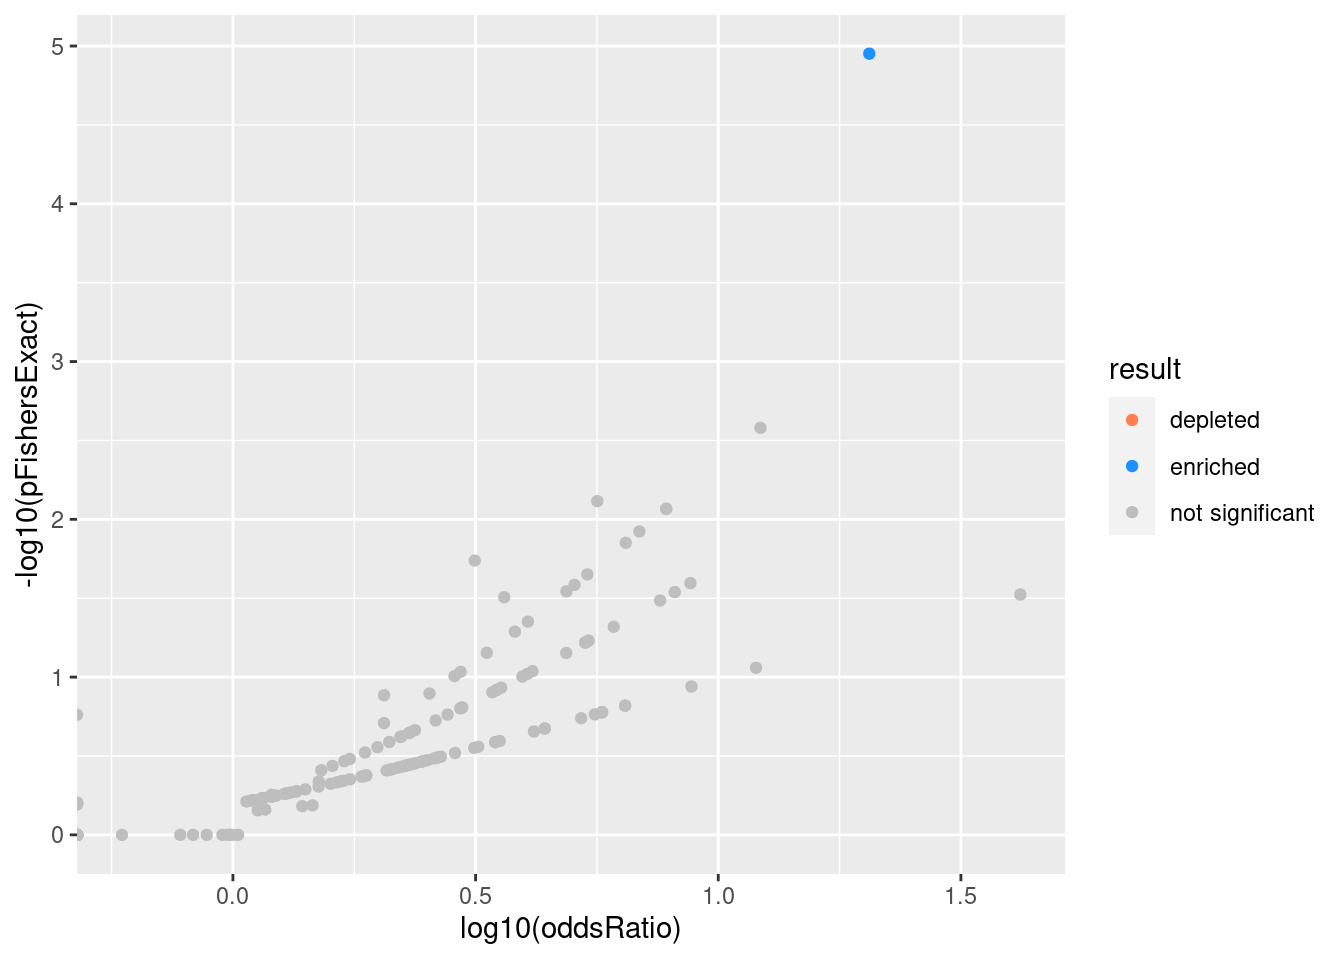 5
4
3
2
1
0
-log10(pFishersExact)
0.0 0.5 1.0 1.5
log10(oddsRatio)
result
depleted
enriched
not significant